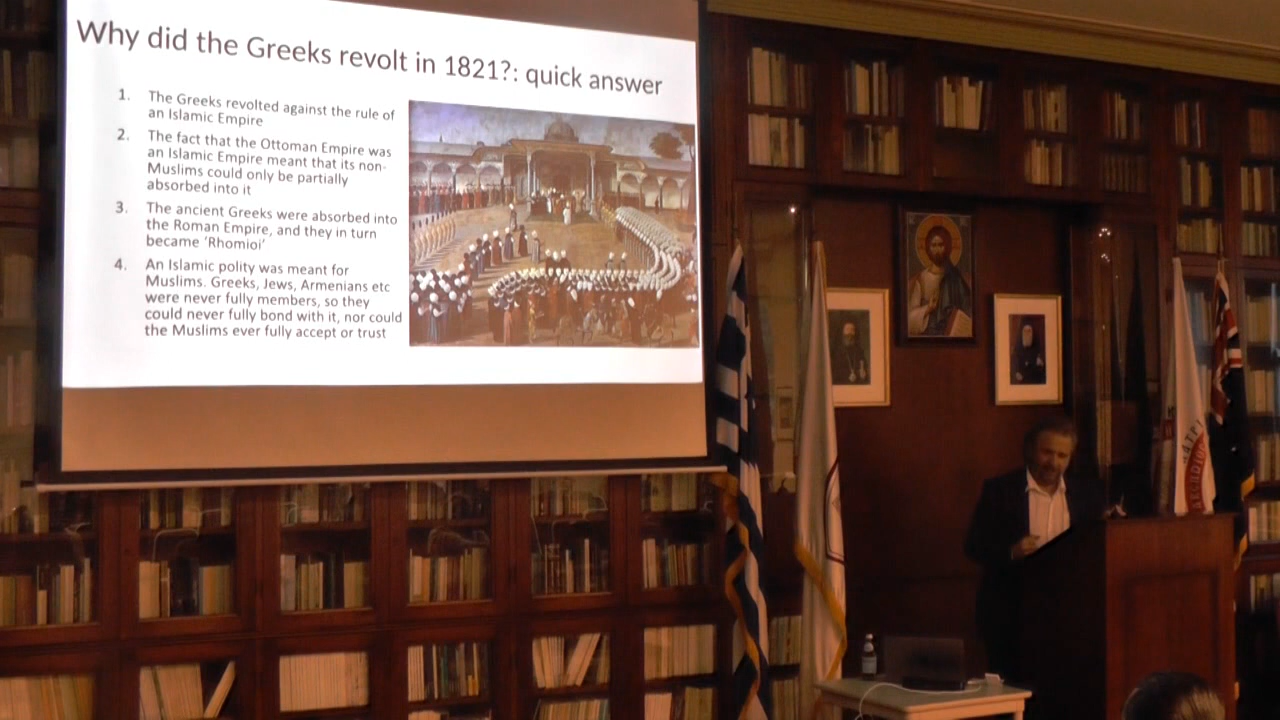 Why did the Greeks revolt in 1821?: quick answer
1. The Greeks revolted against the rule of
an Islamic Empire
2. The fact that the Ottoman Empire was
an Islamic Empire meant that its non-
Muslims could only be partially
absorbed into it
3. The ancient Greeks were absorbed into
the Roman Empire, and they in turn
became ‘Rhomioi’
4. An Islamic polity was meant for
Muslims. Greeks, Jews, Armenians etc
were never fully members, so they
could never fully bond with it, nor could
the Muslims ever fully accept or trust